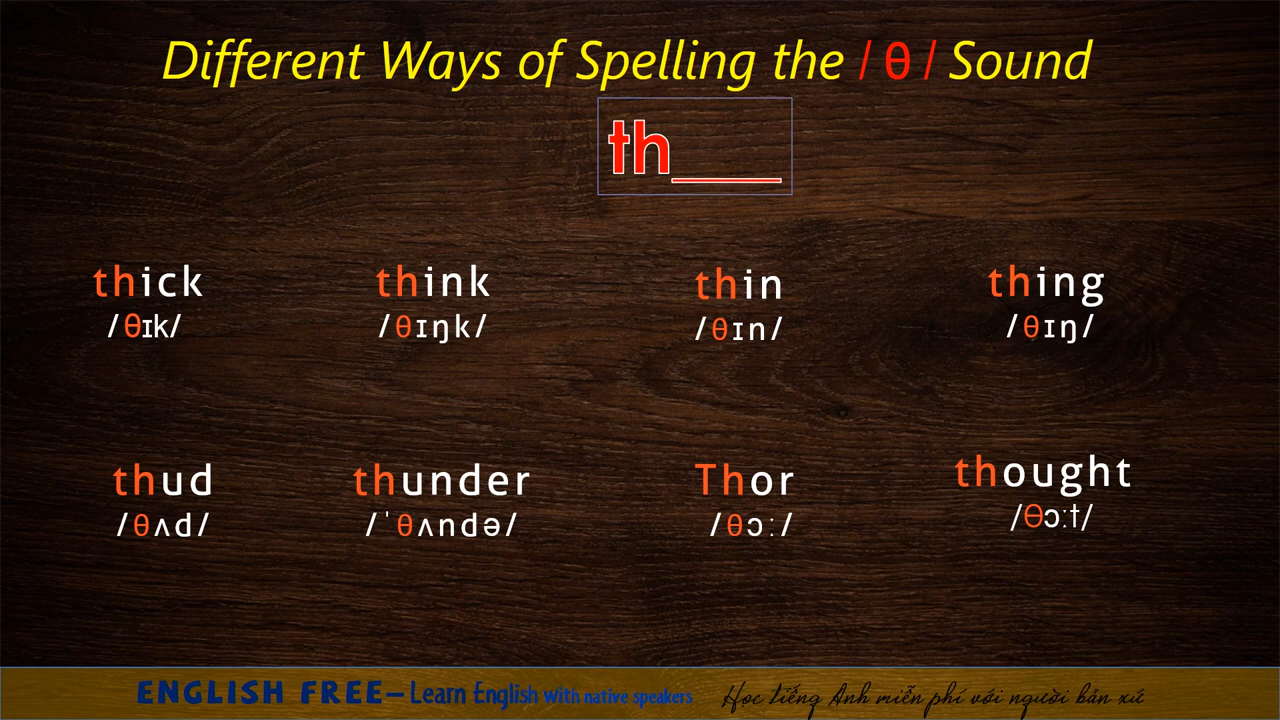 Different Ways of Spelling the / θ / Sound
th____
thick think thin thing
/θɪk/ /θɪŋk/ /θɪn/ /θɪŋ/
thud thunder Thor thought
/θʌd/ /ˈθʌndə/ /θɔː/ /θɔːt/
ENGLISH FREE– Learn English with native speakers Học tiếng Anh miễn phí với người bản xứ